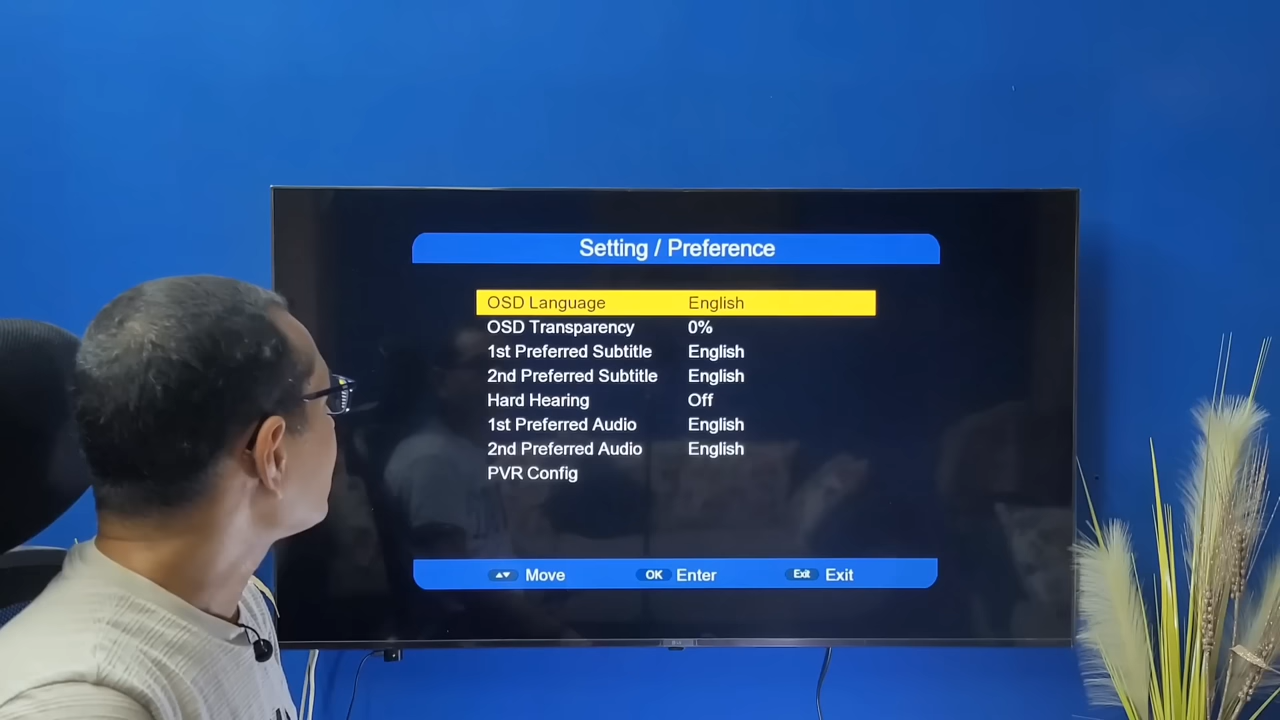 Setting / Preference
OSD Language English
OSD Transparency 0%
1st Preferred Subtitle English
2nd Preferred Subtitle English
Hard Hearing Off
1st Preferred Audio English
2nd Preferred Audio English
PVR Config
▲▼ Move OK Enter Exit Exit